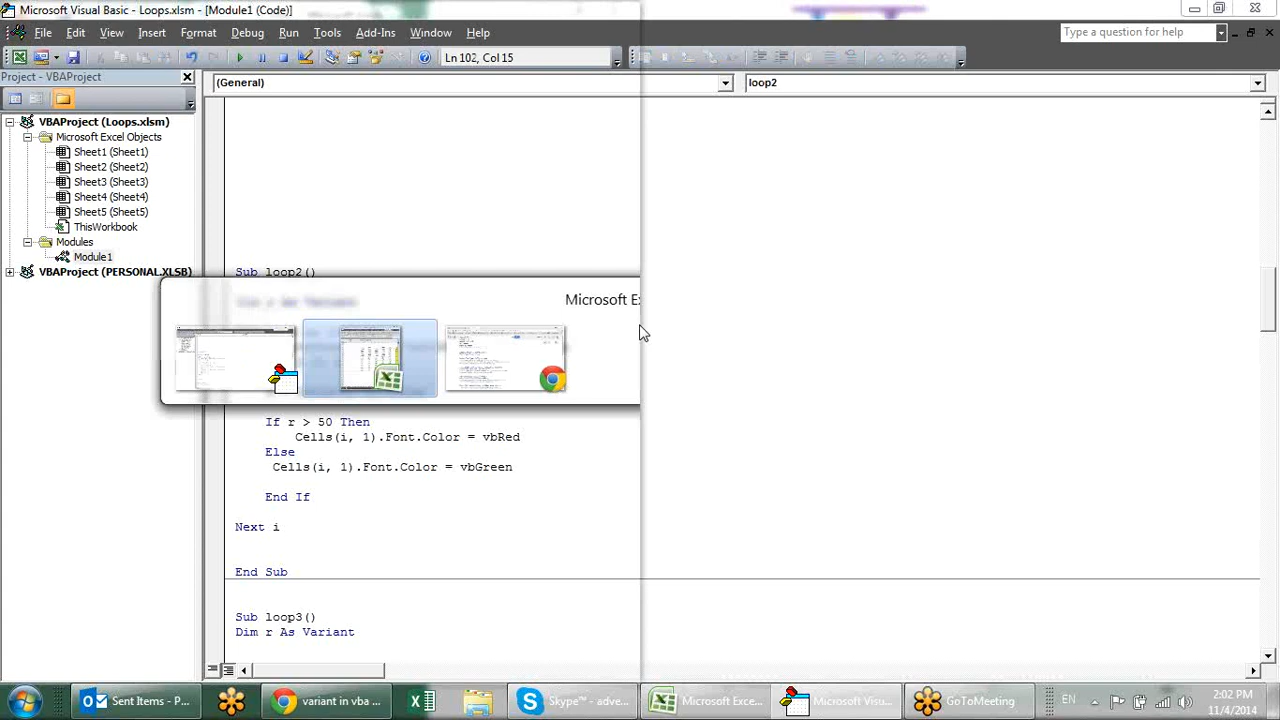 Microsoft Visual Basic - Loops.xlsm - [Module1 (Code)]
File Edit View Insert Format Debug Run Tools Add-Ins Window Help
Type a question for help
Ln 102, Col 15
Project - VBAProject
(General)
loop2
VBAProject (Loops.xlsm)
Microsoft Excel Objects
Sheet1 (Sheet1)
Sheet2 (Sheet2)
Sheet3 (Sheet3)
Sheet4 (Sheet4)
Sheet5 (Sheet5)
ThisWorkbook
Modules
Module1
VBAProject (PERSONAL.XLSB)
Sub loop2()
Microsoft Ex
If r > 50 Then
Cells(i, 1).Font.Color = vbRed
Else
Cells(i, 1).Font.Color = vbGreen
End If
Next i
End Sub
Sub loop3()
Dim r As Variant
Sent Items - P...
variant in vba ...
Skype™ - adve...
Microsoft Exce...
Microsoft Visu...
GoToMeeting
EN
2:02 PM
11/4/2014